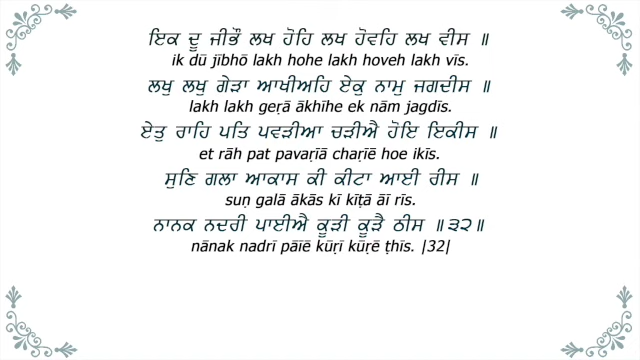 ਇਕ ਦੂ ਜੀਭੌ ਲਖ ਹੋਹਿ ਲਖ ਹੋਵਹਿ ਲਖ ਵੀਸ ॥
ik dū jībhō lakh hohe lakh hoveh lakh vīs.
ਲਖੁ ਲਖੁ ਗੇੜਾ ਆਖੀਅਹਿ ਏਕੁ ਨਾਮੁ ਜਗਦੀਸ ॥
lakh lakh geṛā ākhīhe ek nām jagdīs.
ਏਤੁ ਰਾਹਿ ਪਤਿ ਪਵੜੀਆ ਚੜੀਐ ਹੋਇ ਇਕੀਸ ॥
et rāh pat pavaṛīā chaṛīē hoe ikīs.
ਸੁਣਿ ਗਲਾ ਆਕਾਸ ਕੀ ਕੀਟਾ ਆਈ ਰੀਸ ॥
suṇ galā ākās kī kīṭā āī rīs.
ਨਾਨਕ ਨਦਰੀ ਪਾਈਐ ਕੂੜੀ ਕੂੜੈ ਠੀਸ ॥੩੨॥
nānak nadrī pāīē kūṛī kūṛē ṭhīs. |32|